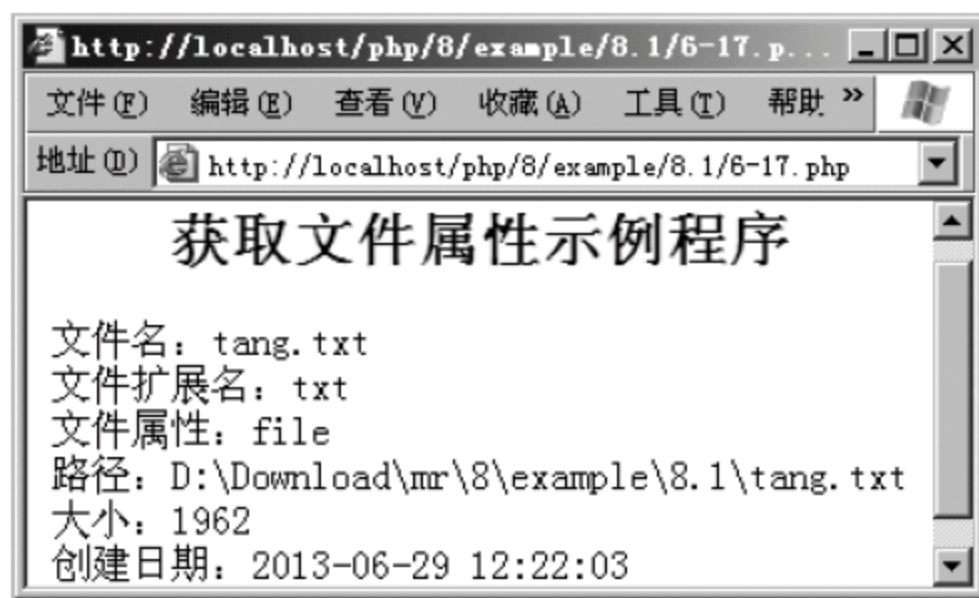 http://localhost/php/8/example/8.1/6-17.p...
文件(F) 编辑(E) 查看(V) 收藏(A) 工具(T) 帮助 »
地址(D) http://localhost/php/8/example/8.1/6-17.php
获取文件属性示例程序
文件名：tang.txt
文件扩展名：txt
文件属性：file
路径：D:\Download\mr\8\example\8.1\tang.txt
大小：1962
创建日期：2013-06-29 12:22:03